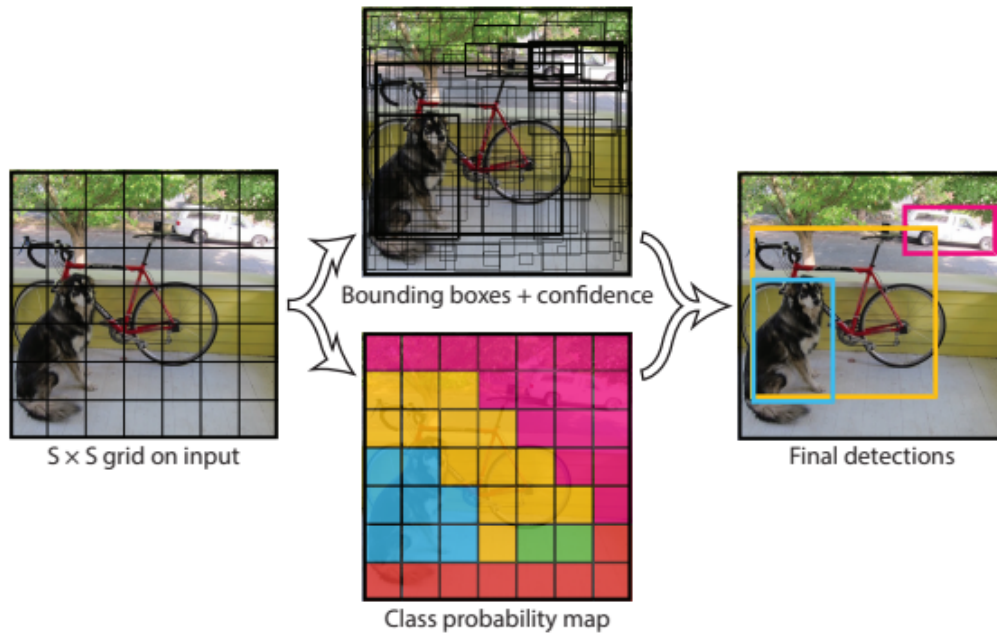 S × S grid on input
Bounding boxes + confidence
Class probability map
Final detections